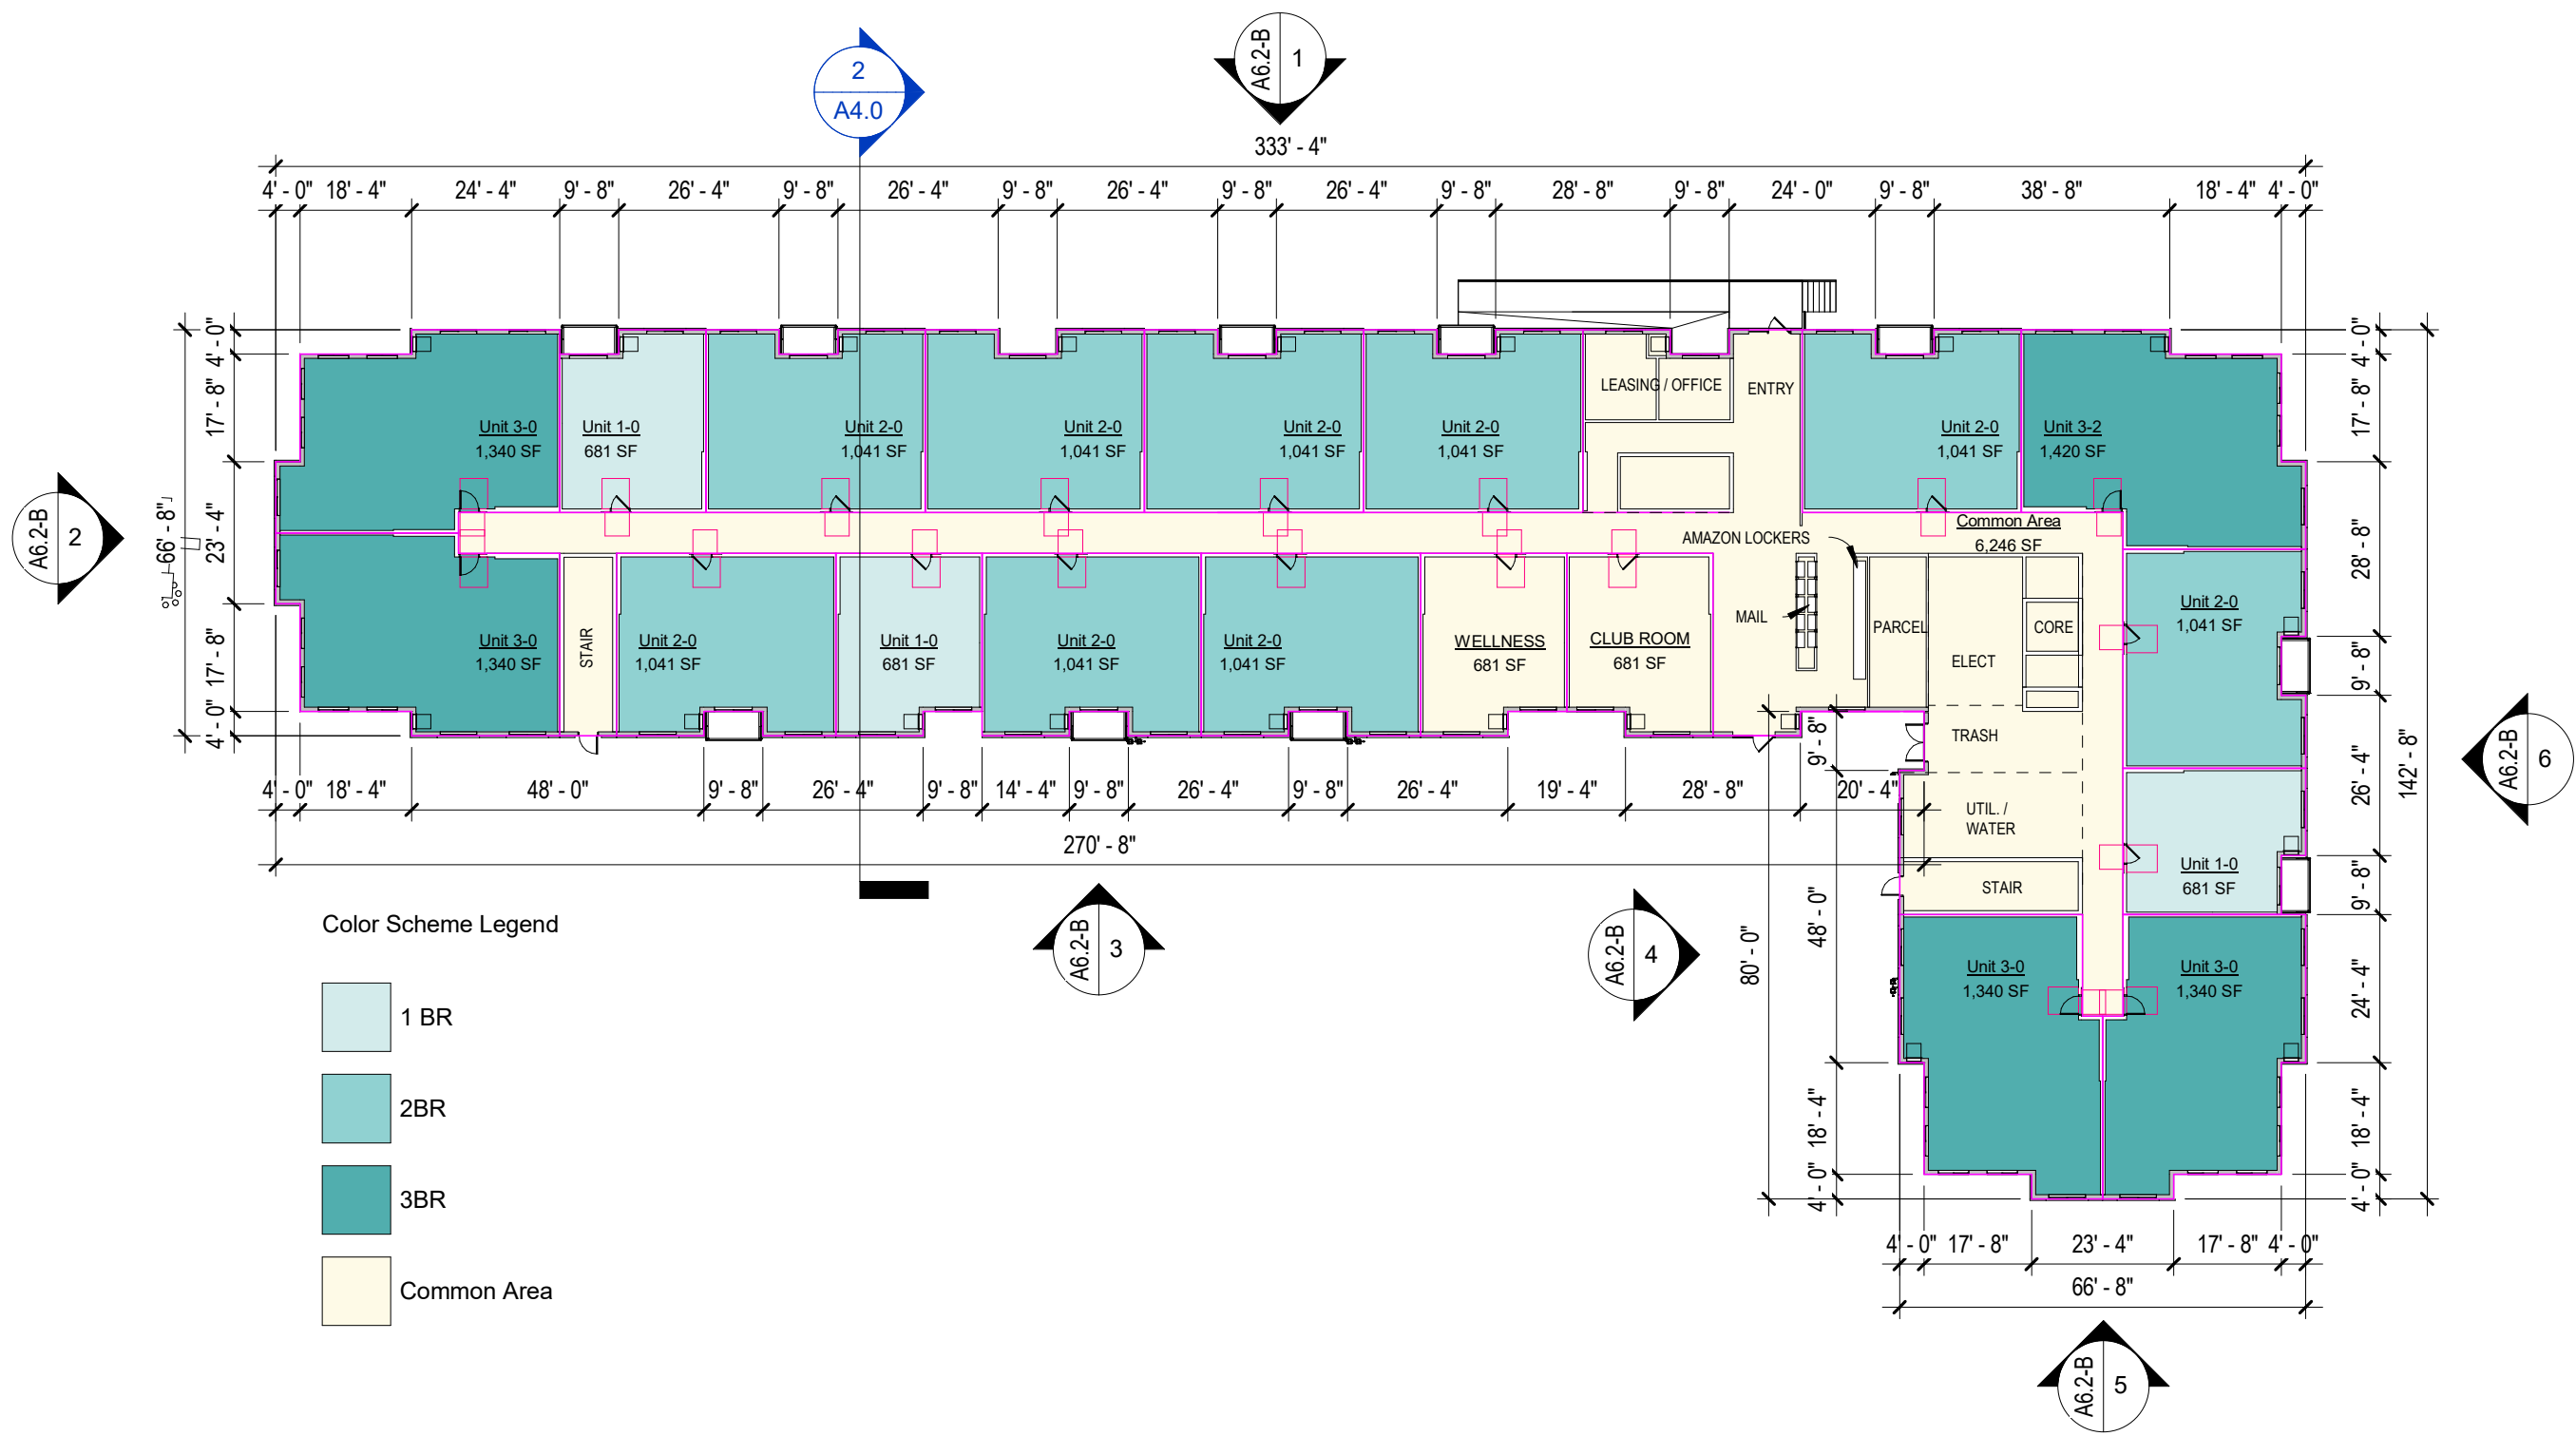 2
A4.0
A6.2-B
1
333' - 4"
4' - 0" 18' - 4" 24' - 4" 9' - 8" 26' - 4" 9' - 8" 26' - 4" 9' - 8" 26' - 4" 9' - 8" 26' - 4" 9' - 8" 28' - 8" 9' - 8" 24' - 0" 9' - 8" 38' - 8" 18' - 4" 4' - 0"
4' - 0"
17' - 8"
23' - 4"
17' - 8"
4' - 0"
66' - 8"
A6.2-B
2
Unit 3-0
1,340 SF
Unit 1-0
681 SF
Unit 2-0
1,041 SF
Unit 2-0
1,041 SF
Unit 2-0
1,041 SF
Unit 2-0
1,041 SF
LEASING / OFFICE
ENTRY
Unit 2-0
1,041 SF
Unit 3-2
1,420 SF
Common Area
6,246 SF
AMAZON LOCKERS
Unit 3-0
1,340 SF
STAIR
Unit 2-0
1,041 SF
Unit 1-0
681 SF
Unit 2-0
1,041 SF
Unit 2-0
1,041 SF
WELLNESS
681 SF
CLUB ROOM
681 SF
MAIL
PARCEL
CORE
ELECT
TRASH
UTIL. /
WATER
STAIR
Unit 2-0
1,041 SF
Unit 1-0
681 SF
Unit 3-0
1,340 SF
Unit 3-0
1,340 SF
4' - 0"
17' - 8"
28' - 8"
9' - 8"
26' - 4"
9' - 8"
24' - 4"
18' - 4"
4' - 0"
142' - 8"
A6.2-B
6
4' - 0" 18' - 4" 48' - 0" 9' - 8" 26' - 4" 9' - 8" 14' - 4" 9' - 8" 26' - 4" 9' - 8" 26' - 4" 19' - 4" 28' - 8" 20' - 4"
270' - 8"
9' - 8"
48' - 0"
18' - 4"
4' - 0"
80' - 0"
A6.2-B
3
A6.2-B
4
4' - 0" 17' - 8" 23' - 4" 17' - 8" 4' - 0"
66' - 8"
A6.2-B
5
Color Scheme Legend
1 BR
2BR
3BR
Common Area